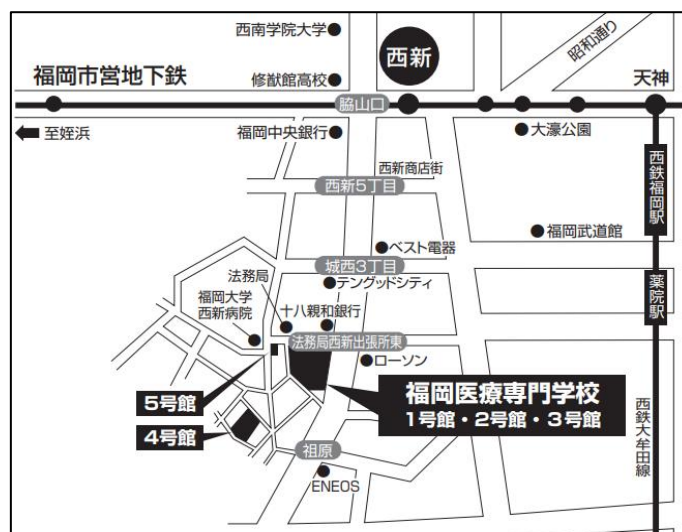 西南学院大学
西新
昭和通り
福岡市営地下鉄
修猷館高校
天神
脇山口
至姪浜
福岡中央銀行
大濠公園
西新商店街
西鉄福岡駅
西新5丁目
福岡武道館
ベスト電器
城西3丁目
法務局
テングッドシティ
薬院駅
福岡大学
西新病院
十八親和銀行
法務局西新出張所東
ローソン
5号館
福岡医療専門学校
1号館・2号館・3号館
4号館
西鉄大牟田線
祖原
ENEOS